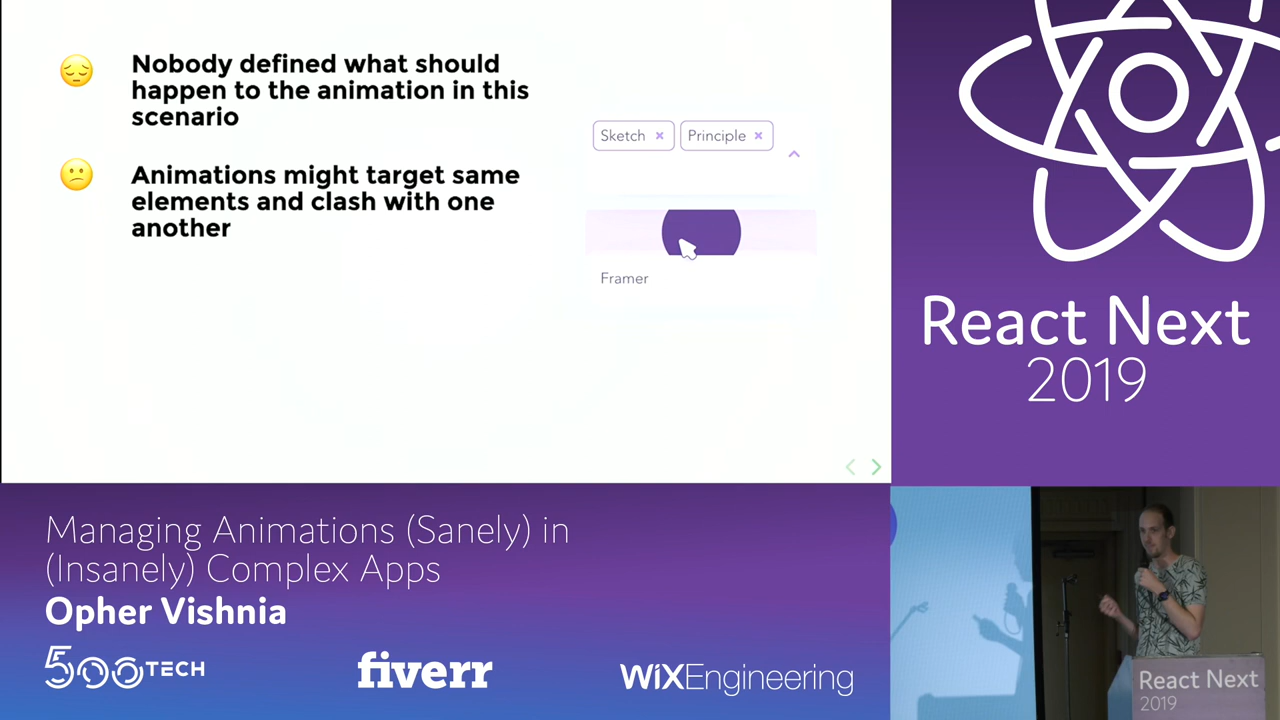 Nobody defined what should
happen to the animation in this
scenario
Animations might target same
elements and clash with one
another
Sketch ×
Principle ×
Framer
React Next
2019
Managing Animations (Sanely) in
(Insanely) Complex Apps
Opher Vishnia
500TECH
fiverr
WiXEngineering
React Next
2019